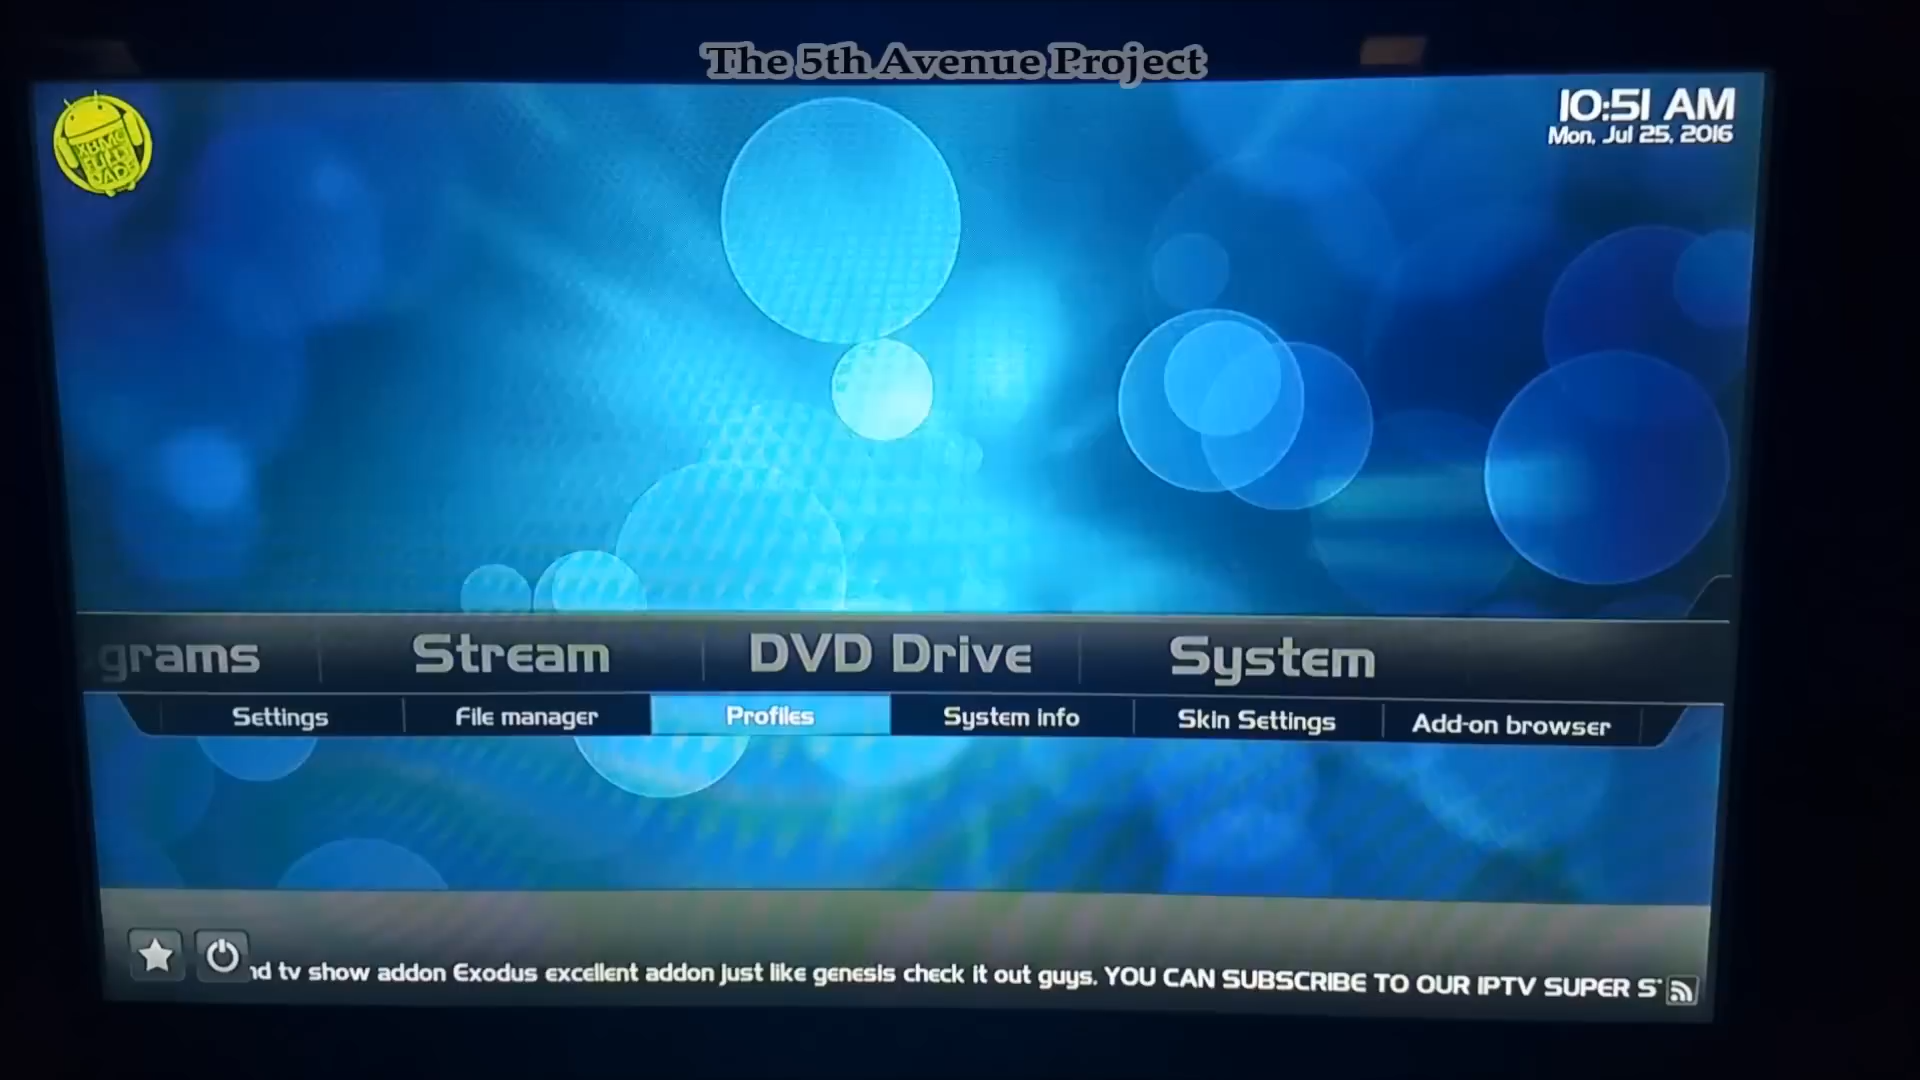 The 5th Avenue Project
10:51 AM
Mon, Jul 25, 2016
XBMC
grams Stream DVD Drive System
Settings File manager Profiles System info Skin Settings Add-on browser
nd tv show addon Exodus excellent addon just like genesis check it out guys. YOU CAN SUBSCRIBE TO OUR IPTV SUPER S